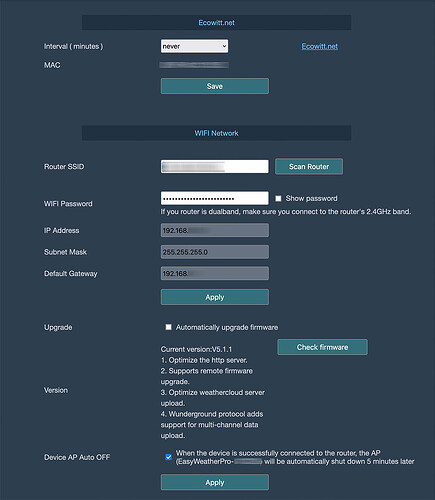 Ecowitt.net
Interval ( minutes )
never
Ecowitt.net
MAC
Save
WIFI Network
Router SSID
Scan Router
WIFI Password
••••••••••••••••••••••••
Show password
If you router is dualband, make sure you connect to the router's 2.4GHz band.
IP Address
192.168.
Subnet Mask
255.255.255.0
Default Gateway
192.168.
Apply
Upgrade
Automatically upgrade firmware
Version
Current version:V5.1.1
Check firmware
1. Optimize the http server.
2. Supports remote firmware
upgrade.
3. Optimize weathercloud server
upload.
4. Wunderground protocol adds
support for multi-channel data
upload.
Device AP Auto OFF
When the device is successfully connected to the router, the AP
(EasyWeatherPro- ) will be automatically shut down 5 minutes later
Apply